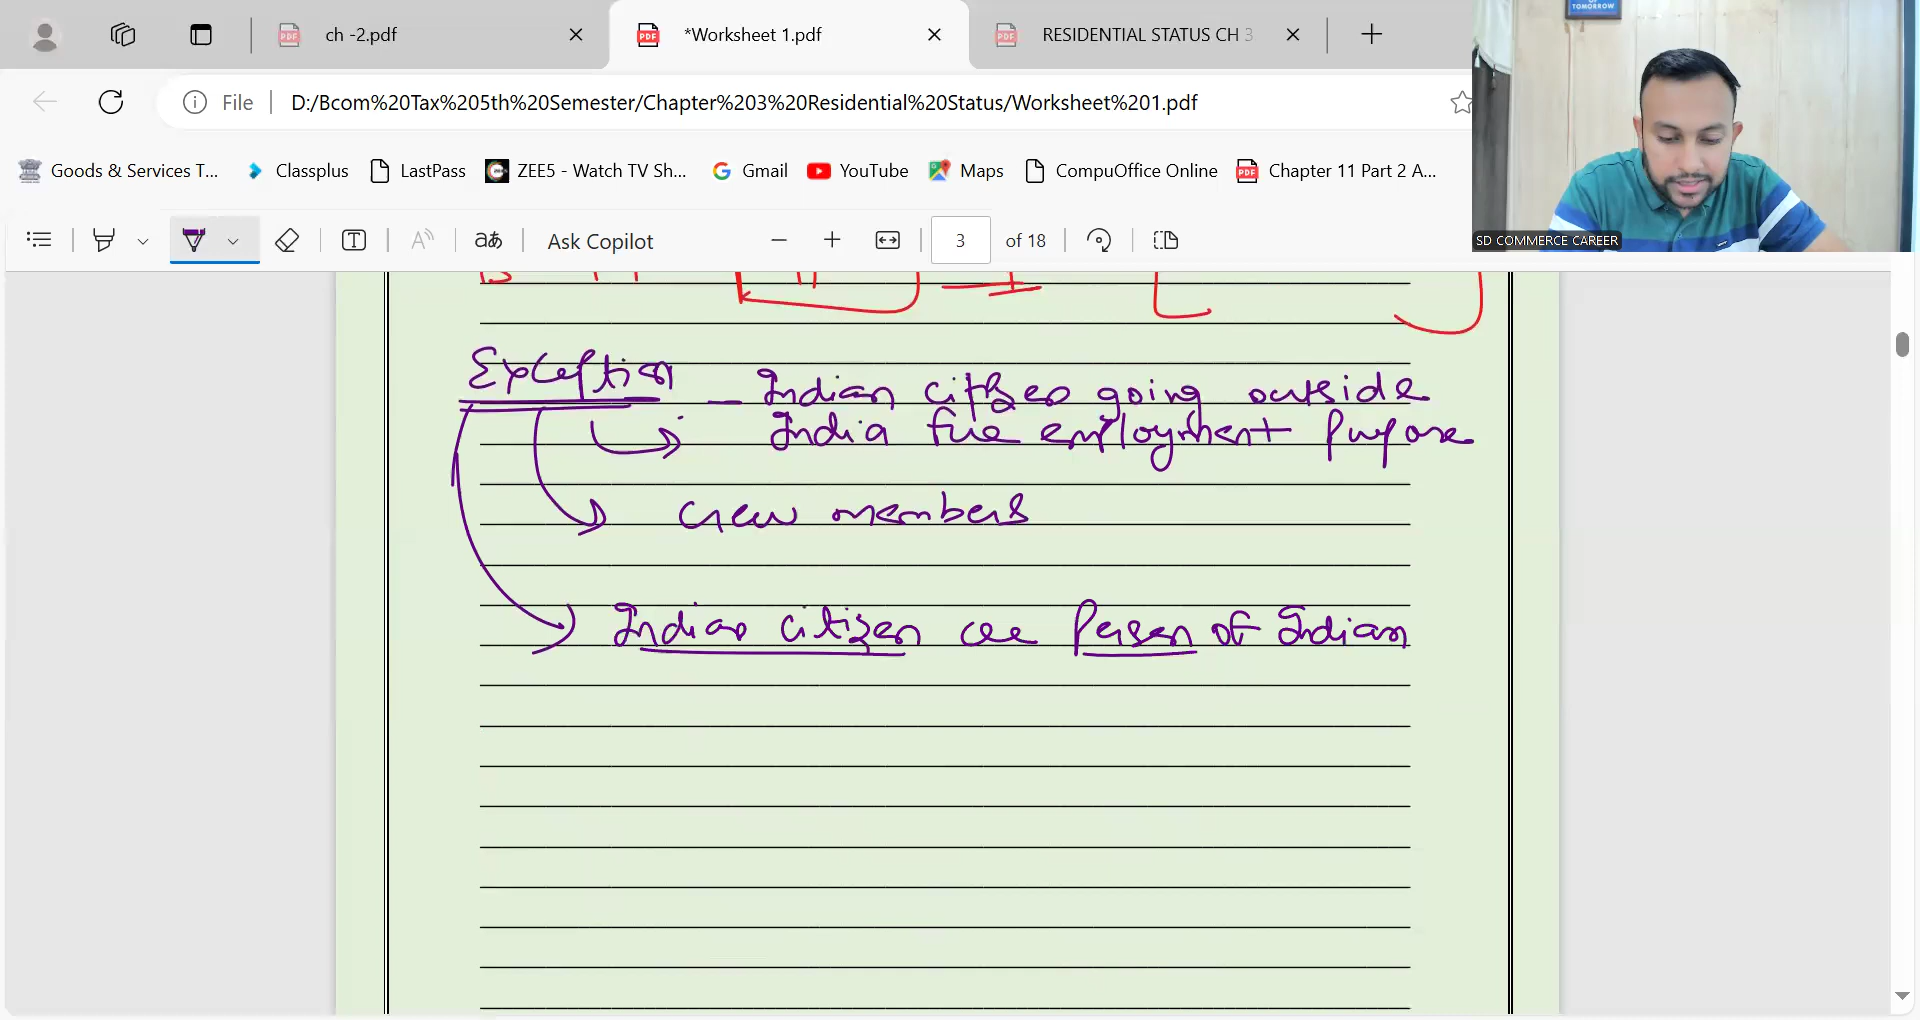 TOMORROW
ch -2.pdf
*Worksheet 1.pdf
RESIDENTIAL STATUS CH 3
File
D:/Bcom%20Tax%205th%20Semester/Chapter%203%20Residential%20Status/Worksheet%201.pdf
Goods & Services T...
Classplus
LastPass
ZEE5 - Watch TV Sh...
Gmail
YouTube
Maps
CompuOffice Online
Chapter 11 Part 2 A...
Ask Copilot
3 of 18
SD COMMERCE CAREER
Exception - Indian citizen going outside
India for employment Purpose
crew members
Indian citizen or Person of Indian